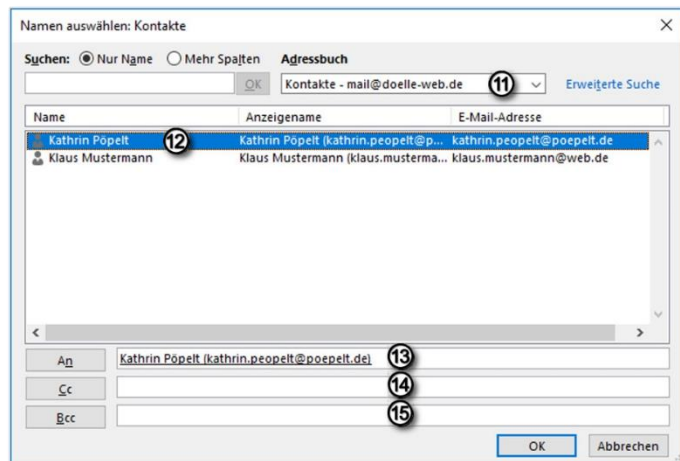 Namen auswählen: Kontakte
Suchen: Nur Name Mehr Spalten Adressbuch
OK Kontakte - mail@doelle-web.de 11 Erweiterte Suche
Name Anzeigename E-Mail-Adresse
Kathrin Pöpelt 12 Kathrin Pöpelt (kathrin.peopelt@p... kathrin.peopelt@poepelt.de
Klaus Mustermann Klaus Mustermann (klaus.musterma... klaus.mustermann@web.de
An Kathrin Pöpelt (kathrin.peopelt@poepelt.de) 13
Cc 14
Bcc 15
OK Abbrechen